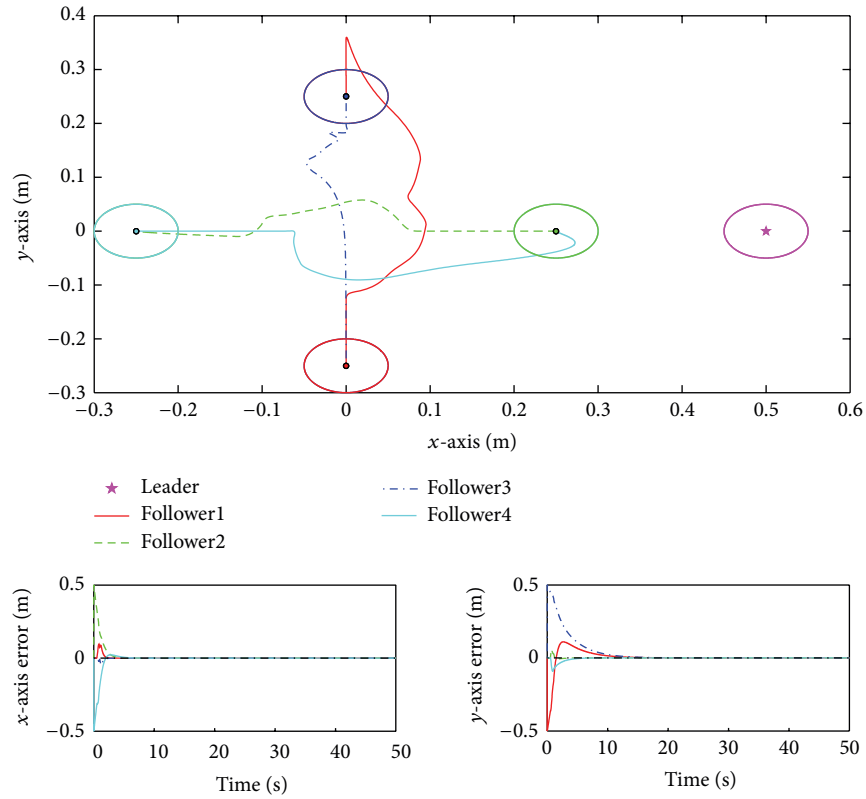 0.4
0.3
0.2
0.1
0
−0.1
−0.2
−0.3
y-axis (m)
−0.3 −0.2 −0.1 0 0.1 0.2 0.3 0.4 0.5 0.6
x-axis (m)
Leader
Follower1
Follower2
Follower3
Follower4
0.5
0
−0.5
x-axis error (m)
0 10 20 30 40 50
Time (s)
0.5
0
−0.5
y-axis error (m)
0 10 20 30 40 50
Time (s)